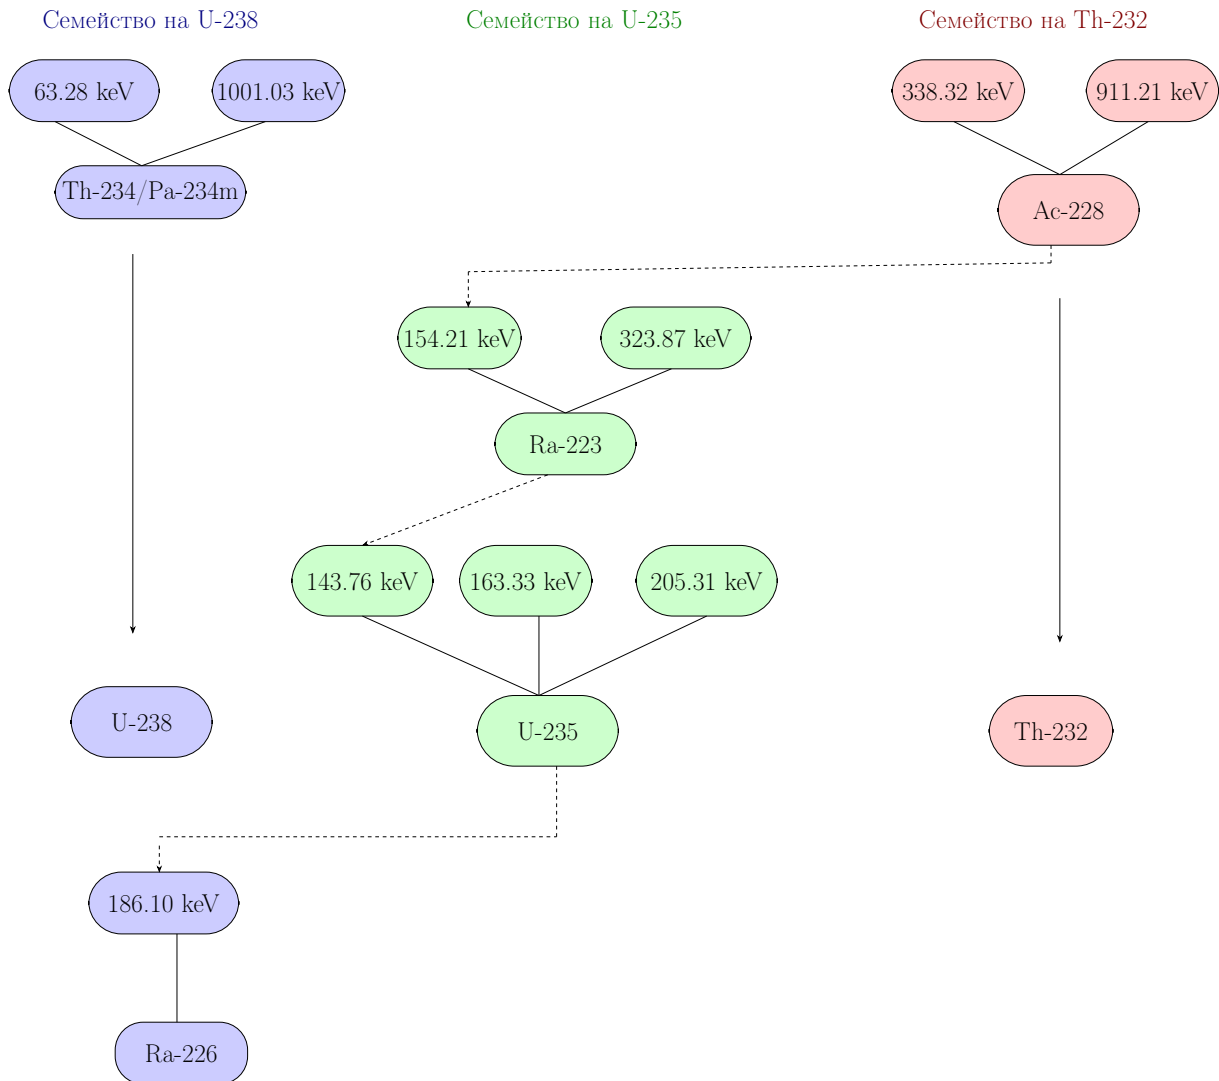 Семейство на U-238
Семейство на U-235
Семейство на Th-232
63.28 keV
1001.03 keV
338.32 keV
911.21 keV
Th-234/Pa-234m
Ac-228
154.21 keV
323.87 keV
Ra-223
143.76 keV
163.33 keV
205.31 keV
U-238
U-235
Th-232
186.10 keV
Ra-226